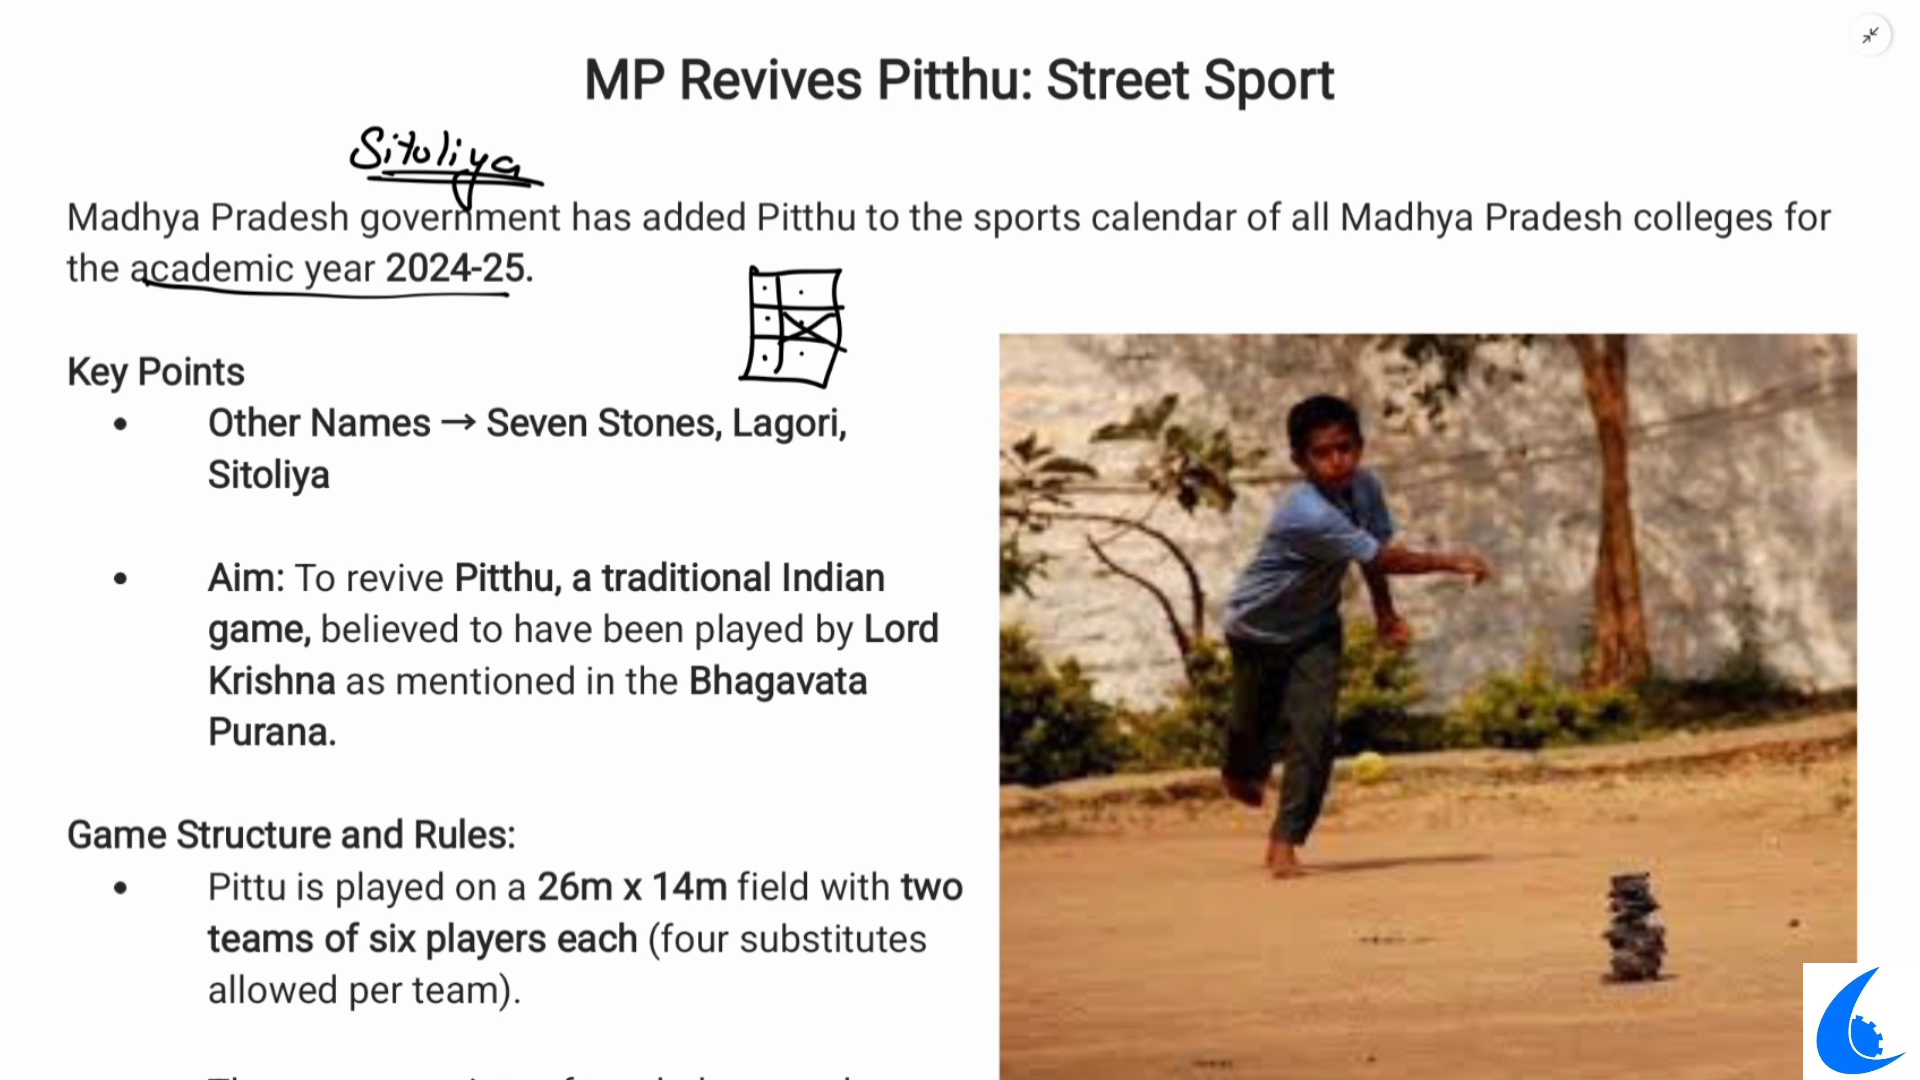 MP Revives Pitthu: Street Sport
Sitoliya
Madhya Pradesh government has added Pitthu to the sports calendar of all Madhya Pradesh colleges for
the academic year 2024-25.
Key Points
• Other Names → Seven Stones, Lagori,
Sitoliya
• Aim: To revive Pitthu, a traditional Indian
game, believed to have been played by Lord
Krishna as mentioned in the Bhagavata
Purana.
Game Structure and Rules:
• Pittu is played on a 26m x 14m field with two
teams of six players each (four substitutes
allowed per team).